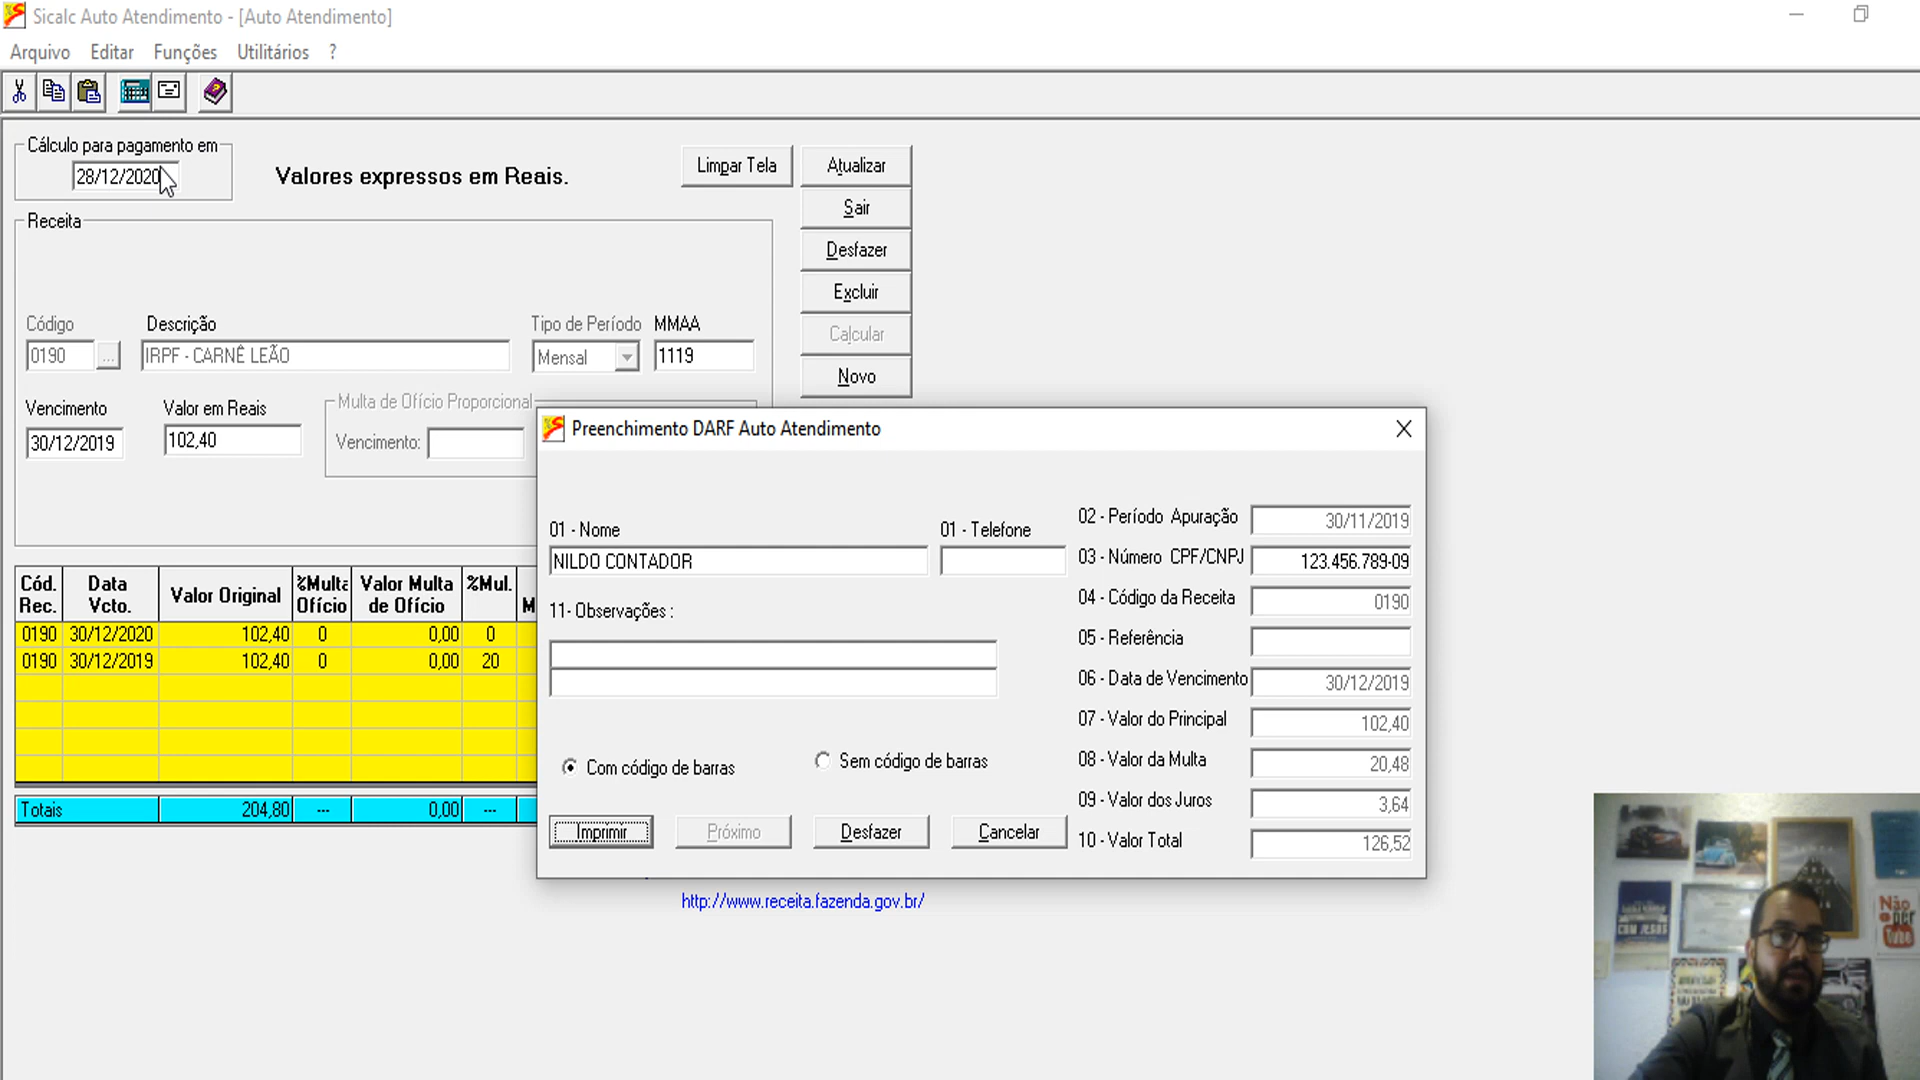 Sicalc Auto Atendimento - [Auto Atendimento]
Arquivo Editar Funções Utilitários ?
Cálculo para pagamento em
28/12/2020
Valores expressos em Reais.
Limpar Tela
Atualizar
Sair
Desfazer
Excluir
Calcular
Novo
Receita
Código Descrição Tipo de Período MMAA
0190 ... IRPF - CARNÊ LEÃO Mensal 1119
Vencimento Valor em Reais Multa de Ofício Proporcional
30/12/2019 102,40 Vencimento:
Cód. Rec. Data Vcto. Valor Original %Multa Ofício Valor Multa de Ofício %Mul. M
0190 30/12/2020 102,40 0 0,00 0
0190 30/12/2019 102,40 0 0,00 20
Totais 204,80 --- 0,00 ---
Preenchimento DARF Auto Atendimento
01 - Nome 01 - Telefone
NILDO CONTADOR
11- Observações :
Com código de barras Sem código de barras
Imprimir Próximo Desfazer Cancelar
02 - Período Apuração 30/11/2019
03 - Número CPF/CNPJ 123.456.789-09
04 - Código da Receita 0190
05 - Referência
06 - Data de Vencimento 30/12/2019
07 - Valor do Principal 102,40
08 - Valor da Multa 20,48
09 - Valor dos Juros 3,64
10 - Valor Total 126,52
http://www.receita.fazenda.gov.br/
Não
per
Tube
COM JESUS